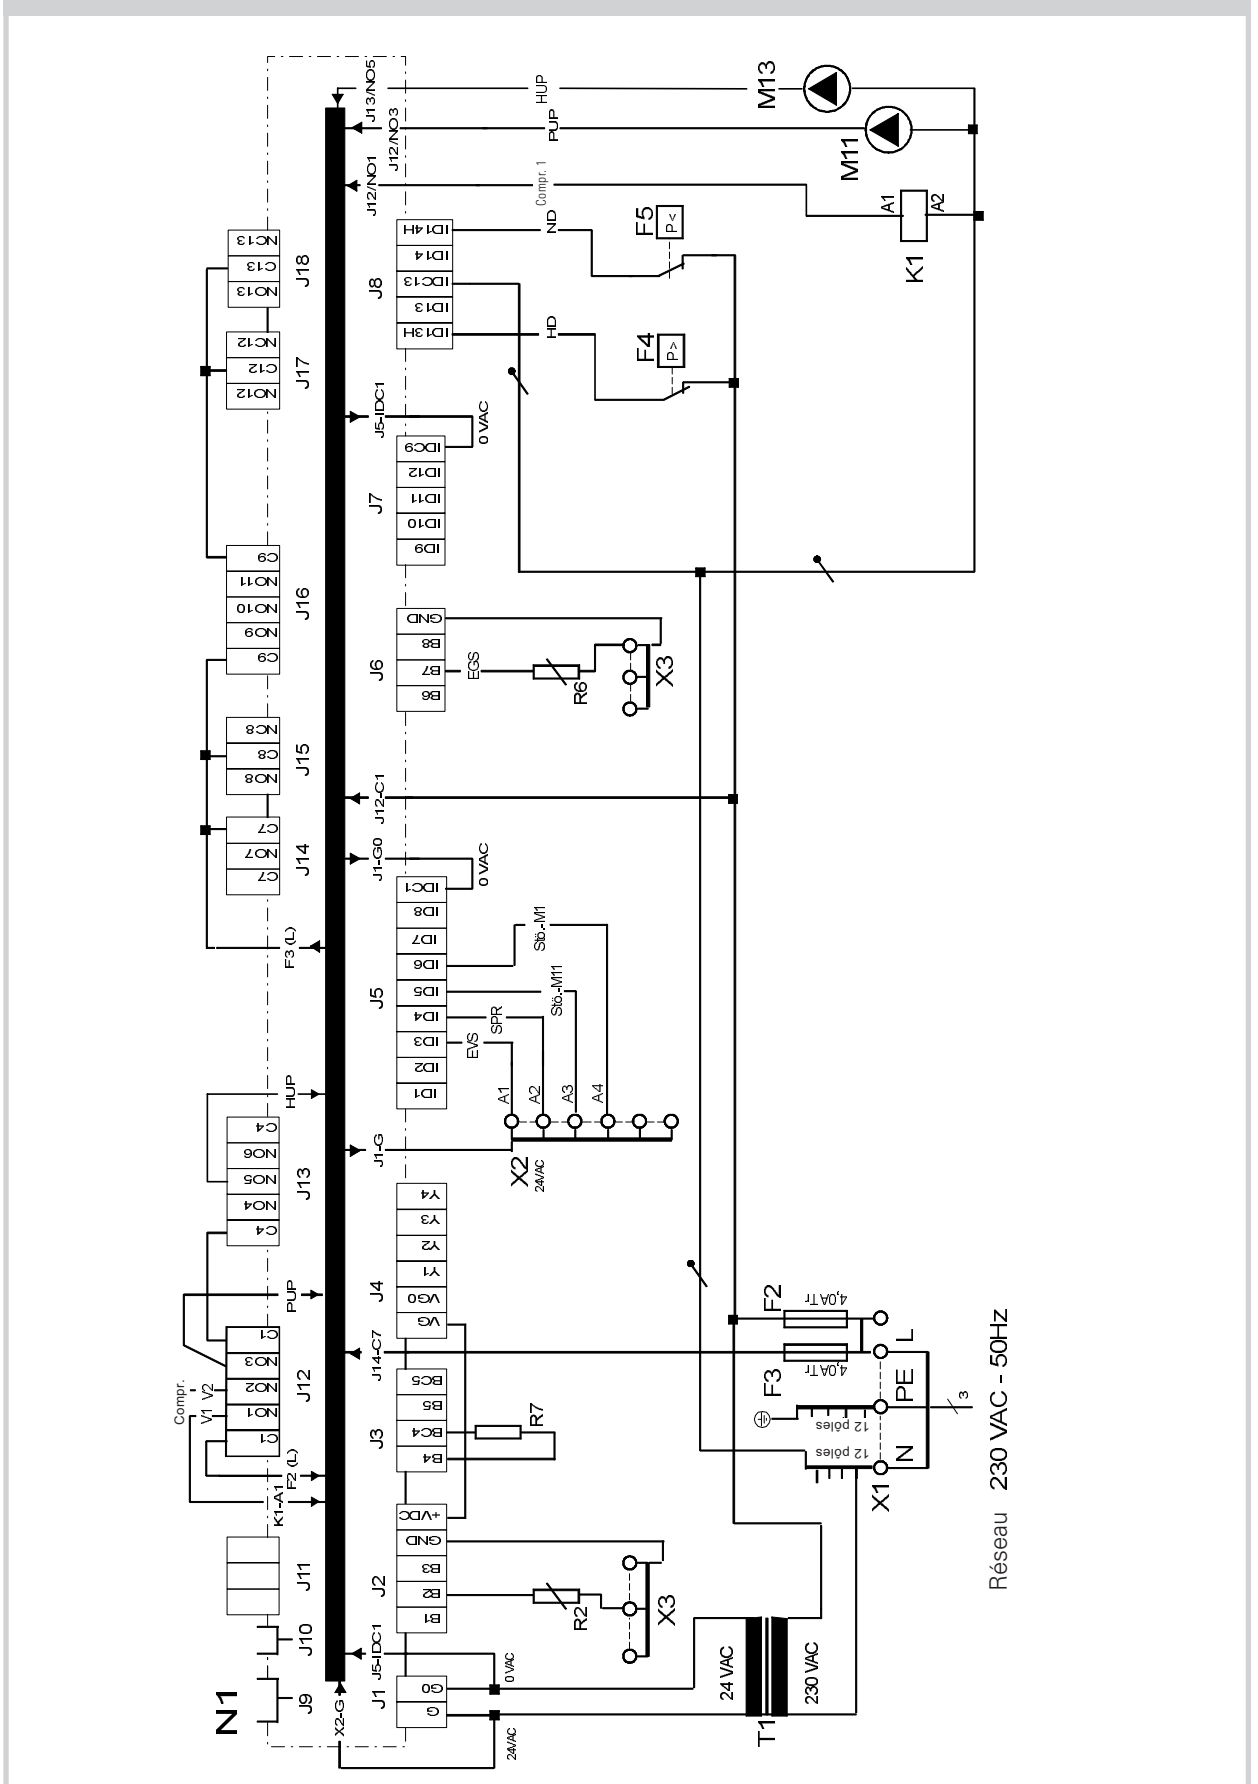 N1
J9
J10
J11
K1-A1
F2 (L)
C1
NO1
NO2
NO3
C1
J12
Compr.
V1 V2
PUP
C4
NO4
NO5
NO6
C4
J13
HUP
F3 (L)
C7
NO7
C7
J14
NO8
C8
NC8
J15
C9
NO9
NO10
NO11
C9
J16
NO12
C12
NC12
J17
NO13
C13
NC13
J18
X2-G
J1
G
G0
24VAC
0 VAC
J5-IDC1
J2
B1
B2
B3
GND
+VDC
R2
X3
J3
B4
BC4
B5
BC5
R7
J14-C7
J4
VG
VG0
Y1
Y2
Y3
Y4
J1-G
X2
24VAC
A1
A2
A3
A4
J5
ID1
ID2
ID3
ID4
ID5
ID6
ID7
ID8
IDC1
EVS
SPR
Stö.-M11
Stö.-M1
J1-G0
0 VAC
J12-C1
J6
B6
B7
B8
GND
EGS
R6
X3
J7
ID9
ID10
ID11
ID12
IDC9
J5-IDC1
0 VAC
J8
ID13H
ID13
IDC13
ID14
ID14H
HD
ND
F4
P>
F5
P<
J12/NO1
J12/NO3
J13/NO5
Compr. 1
PUP
HUP
M11
M13
K1
A1
A2
T1
24 VAC
230 VAC
X1
N
PE
L
12 pôles
12 pôles
F3
4,0ATr
F2
4,0ATr
3
Réseau 230 VAC - 50Hz